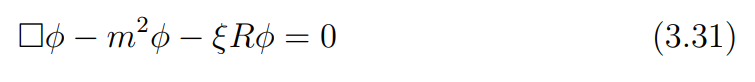 □ϕ − m²ϕ − ξRϕ = 0 (3.31)